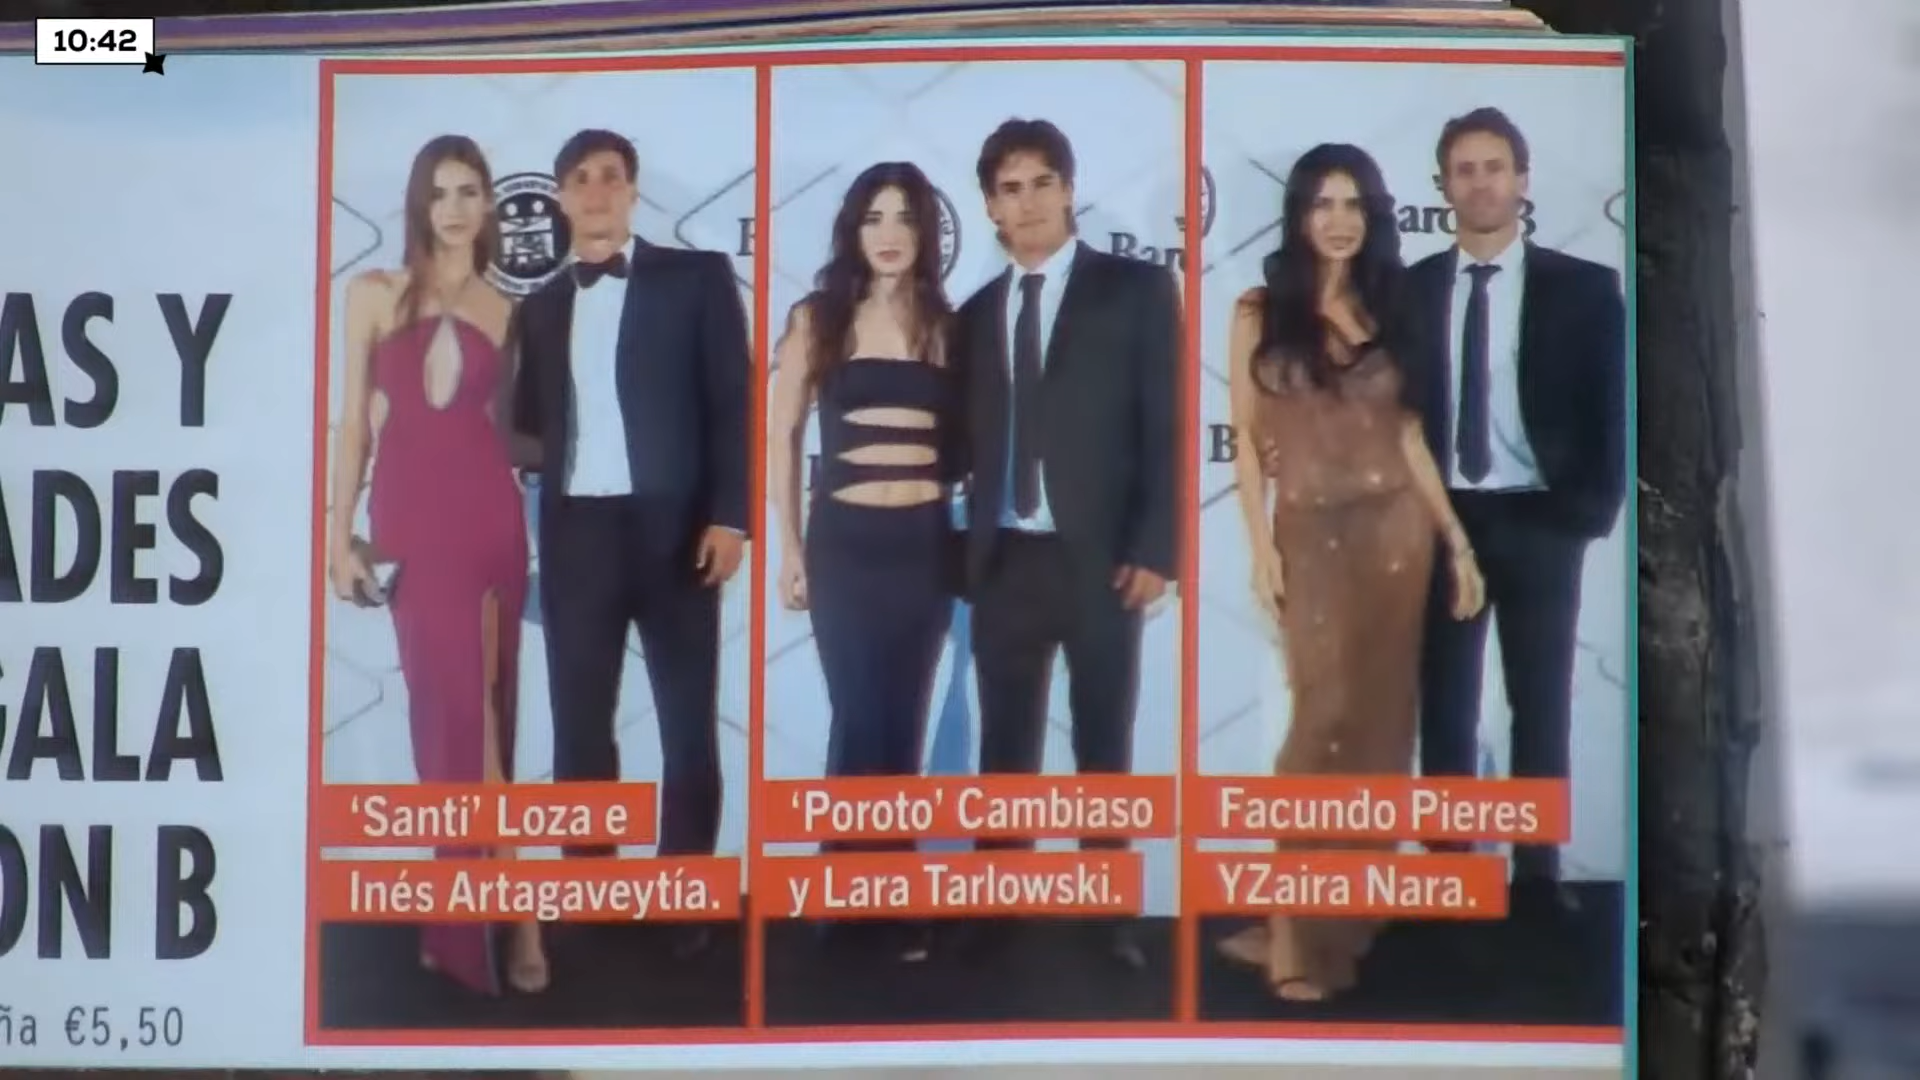 10:42
AS Y
ADES
GALA
ON B
ña €5,50
'Santi' Loza e
Inés Artagaveytía.
'Poroto' Cambiaso
y Lara Tarlowski.
Facundo Pieres
YZaira Nara.